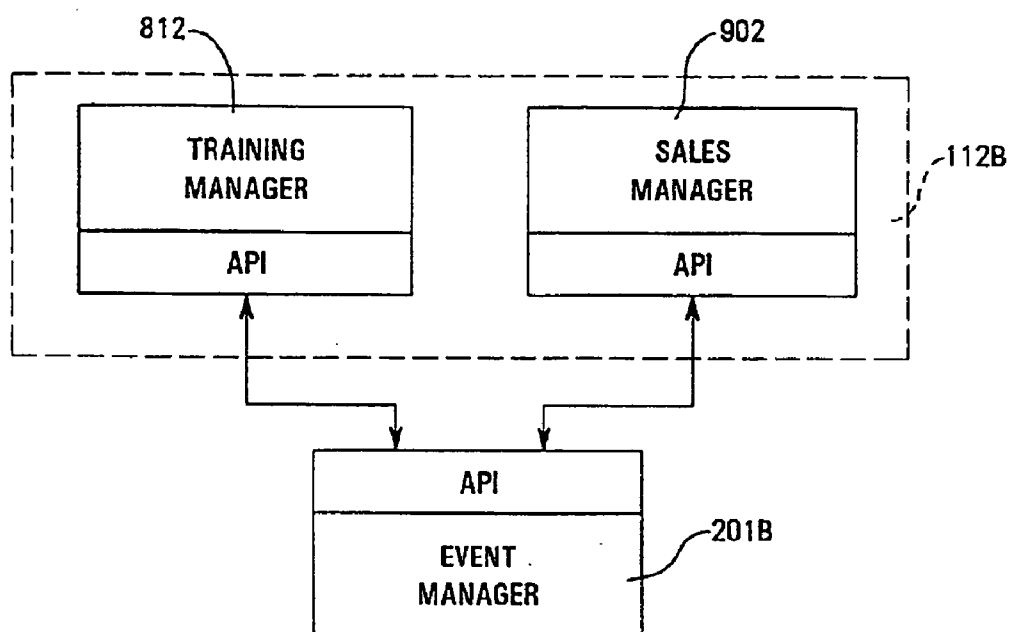 812
902
TRAINING
MANAGER
API
SALES
MANAGER
API
112B
API
EVENT
MANAGER
201B